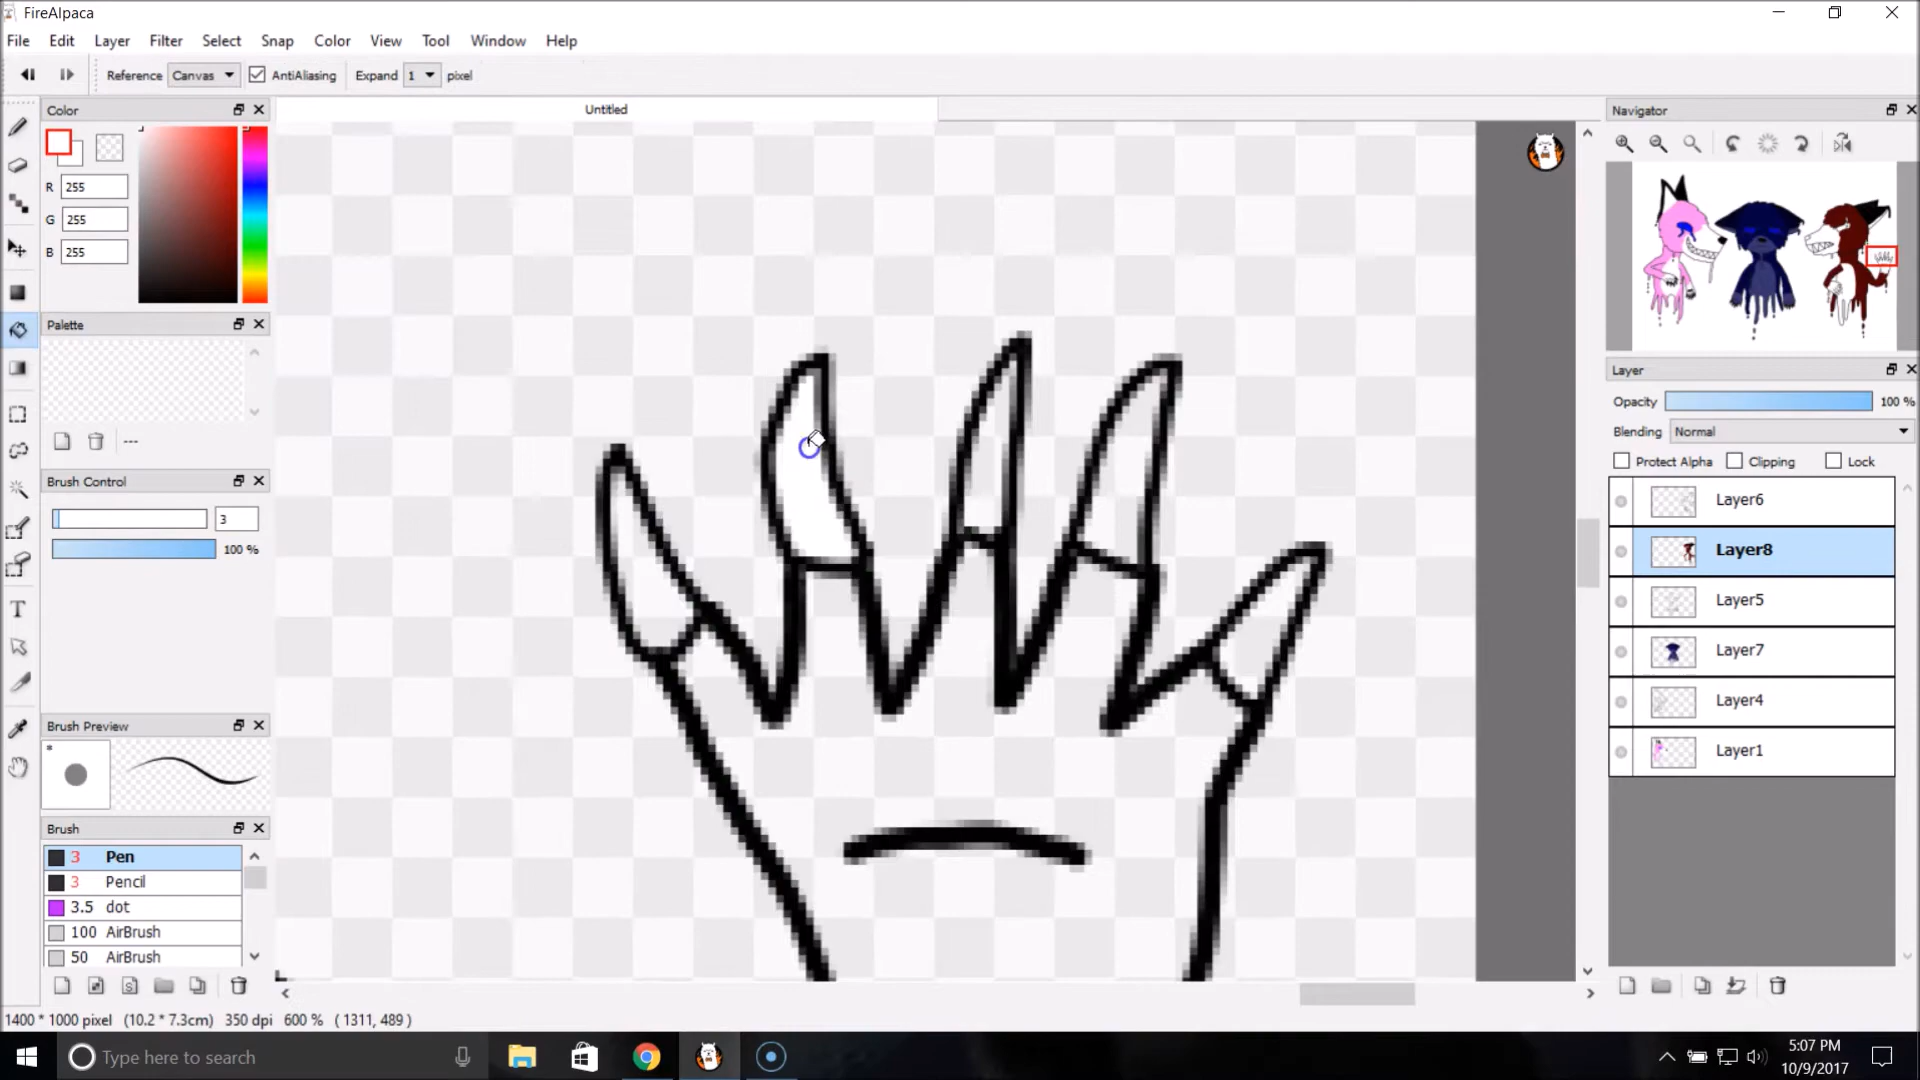 FireAlpaca
File Edit Layer Filter Select Snap Color View Tool Window Help
Reference Canvas AntiAliasing Expand 1 pixel
Color
Untitled
Navigator
R 255
G 255
B 255
Palette
---
Layer
Opacity 100 %
Blending Normal
Protect Alpha Clipping Lock
Brush Control
3
100 %
Layer6
Layer8
Layer5
Layer7
Layer4
Layer1
Brush Preview
*
Brush
3 Pen
3 Pencil
3.5 dot
100 AirBrush
50 AirBrush
1400 * 1000 pixel (10.2 * 7.3cm) 350 dpi 600 % ( 1311, 489 )
Type here to search
5:07 PM
10/9/2017